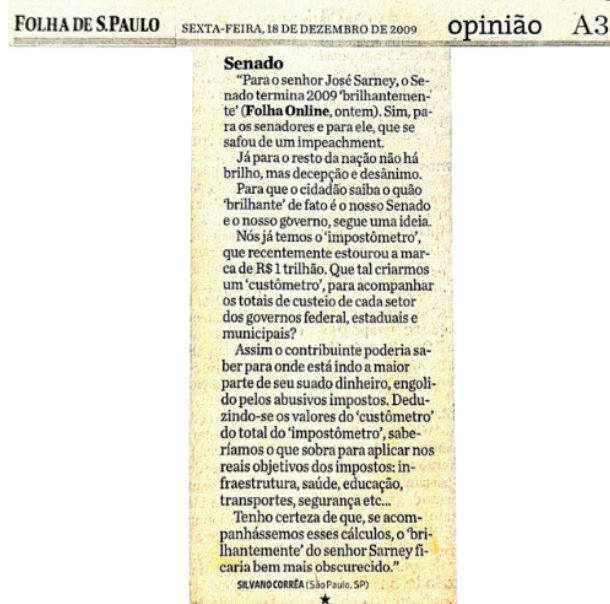 FOLHA DE S.PAULO SEXTA-FEIRA, 18 DE DEZEMBRO DE 2009 opinião A3
Senado
"Para o senhor José Sarney, o Se-
nado termina 2009 'brilhantemen-
te' (Folha Online, ontem). Sim, pa-
ra os senadores e para ele, que se
safou de um impeachment.
Já para o resto da nação não há
brilho, mas decepção e desânimo.
Para que o cidadão saiba o quão
'brilhante' de fato é o nosso Senado
e o nosso governo, segue uma ideia.
Nós já temos o 'impostômetro',
que recentemente estourou a mar-
ca de R$ 1 trilhão. Que tal criarmos
um 'custômetro', para acompanhar
os totais de custeio de cada setor
dos governos federal, estaduais e
municipais?
Assim o contribuinte poderia sa-
ber para onde está indo a maior
parte de seu suado dinheiro, engoli-
do pelos abusivos impostos. Dedu-
zindo-se os valores do 'custômetro'
do total do 'impostômetro', sabe-
ríamos o que sobra para aplicar nos
reais objetivos dos impostos: in-
fraestrutura, saúde, educação,
transportes, segurança etc...
Tenho certeza de que, se acom-
panhássemos esses cálculos, o 'bri-
lhantemente' do senhor Sarney fi-
caria bem mais obscurecido."
SILVANO CORRÊA (São Paulo, SP)
★